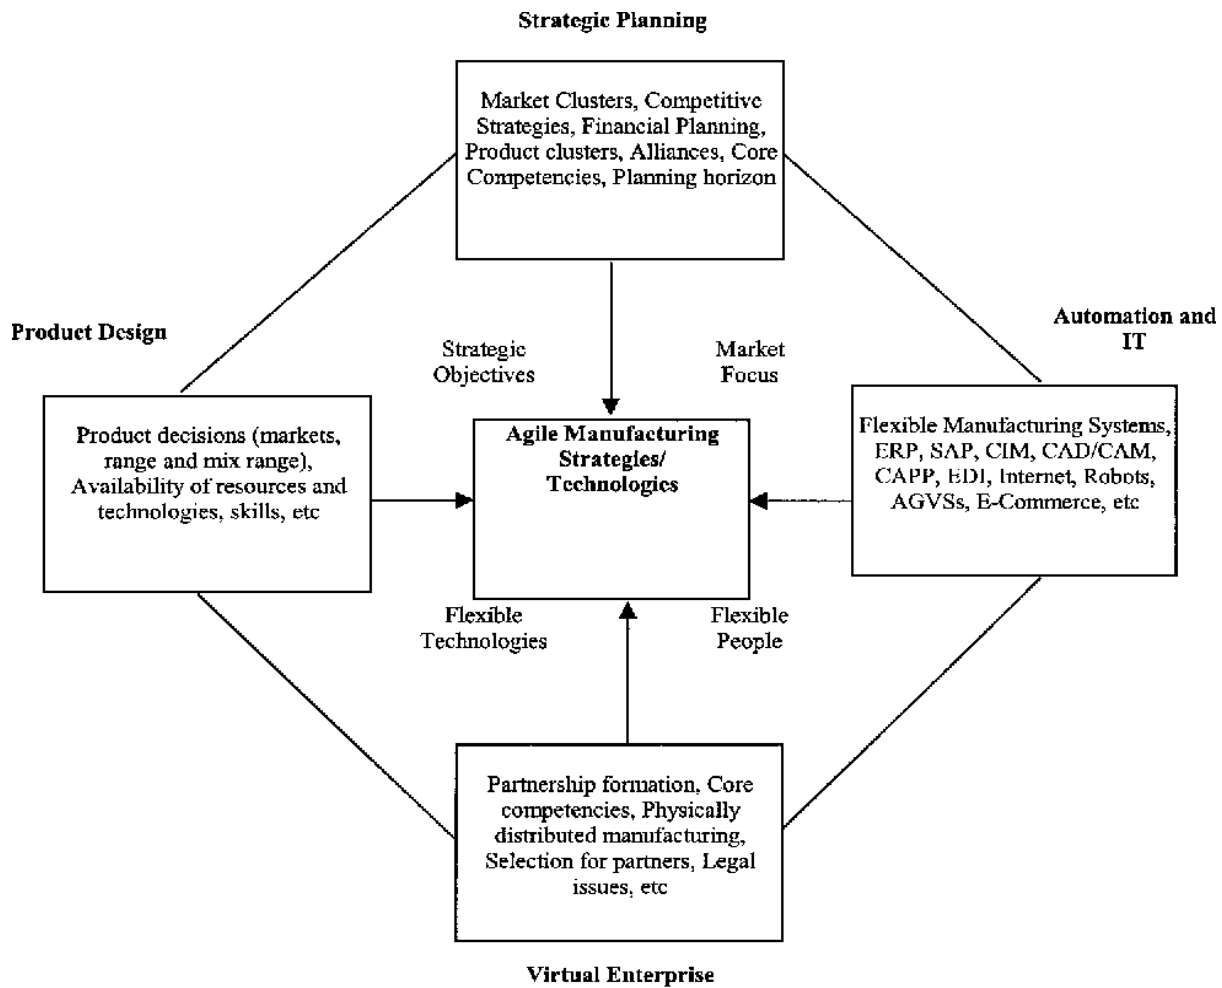 Strategic Planning
Market Clusters, Competitive
Strategies, Financial Planning,
Product clusters, Alliances, Core
Competencies, Planning horizon
Product Design
Automation and
IT
Strategic
Objectives
Market
Focus
Product decisions (markets,
range and mix range),
Availability of resources and
technologies, skills, etc
Agile Manufacturing
Strategies/
Technologies
Flexible Manufacturing Systems,
ERP, SAP, CIM, CAD/CAM,
CAPP, EDI, Internet, Robots,
AGVSs, E-Commerce, etc
Flexible
Technologies
Flexible
People
Partnership formation, Core
competencies, Physically
distributed manufacturing,
Selection for partners, Legal
issues, etc
Virtual Enterprise